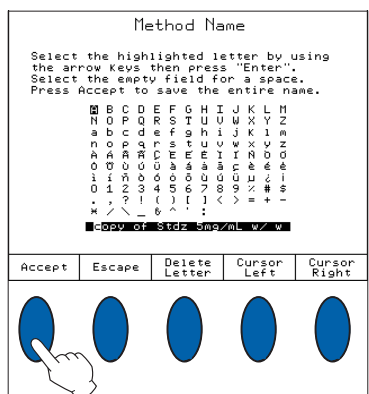 Method Name
Select the highlighted letter by using
the arrow Keys then press "Enter".
Select the empty field for a space.
Press Accept to save the entire name.
A B C D E F G H I J K L M
N O P Q R S T U V W X Y Z
a b c d e f g h i j k l m
n o p q r s t u v w x y z
0 1 2 3 4 5 6 7 8 9 % # $
. , ? ! ( ) [ ] < > = + -
* / \ _ & ^ ' :
Copy of Stdz 5mg/mL w/ w
Accept
Escape
Delete
Letter
Cursor
Left
Cursor
Right